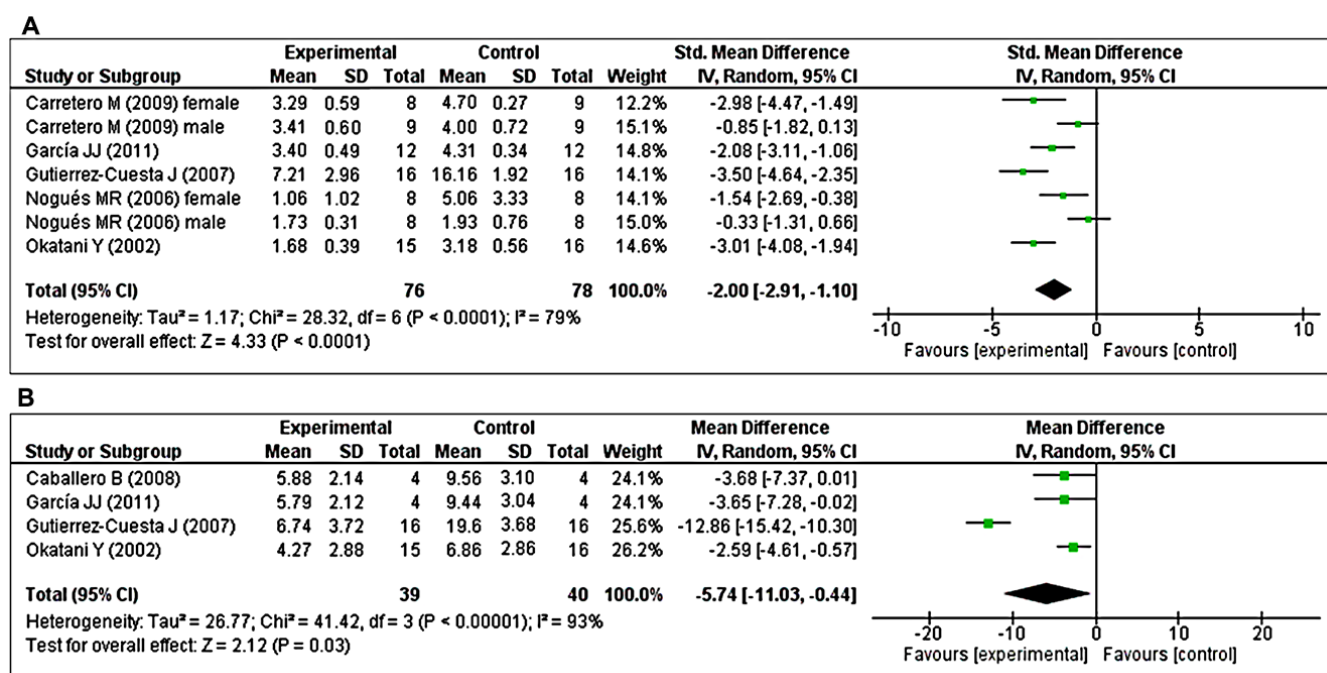 A
Experimental Control Std. Mean Difference Std. Mean Difference
Study or Subgroup Mean SD Total Mean SD Total Weight IV, Random, 95% CI IV, Random, 95% CI
Carretero M (2009) female 3.29 0.59 8 4.70 0.27 9 12.2% -2.98 [-4.47, -1.49]
Carretero M (2009) male 3.41 0.60 9 4.00 0.72 9 15.1% -0.85 [-1.82, 0.13]
García JJ (2011) 3.40 0.49 12 4.31 0.34 12 14.8% -2.08 [-3.11, -1.06]
Gutierrez-Cuesta J (2007) 7.21 2.96 16 16.16 1.92 16 14.1% -3.50 [-4.64, -2.35]
Nogués MR (2006) female 1.06 1.02 8 5.06 3.33 8 14.1% -1.54 [-2.69, -0.38]
Nogués MR (2006) male 1.73 0.31 8 1.93 0.76 8 15.0% -0.33 [-1.31, 0.66]
Okatani Y (2002) 1.68 0.39 15 3.18 0.56 16 14.6% -3.01 [-4.08, -1.94]
Total (95% CI) 76 78 100.0% -2.00 [-2.91, -1.10]
Heterogeneity: Tau² = 1.17; Chi² = 28.32, df = 6 (P < 0.0001); I² = 79%
Test for overall effect: Z = 4.33 (P < 0.0001)
-10 -5 0 5 10
Favours [experimental] Favours [control]
B
Experimental Control Mean Difference Mean Difference
Study or Subgroup Mean SD Total Mean SD Total Weight IV, Random, 95% CI IV, Random, 95% CI
Caballero B (2008) 5.88 2.14 4 9.56 3.10 4 24.1% -3.68 [-7.37, 0.01]
García JJ (2011) 5.79 2.12 4 9.44 3.04 4 24.1% -3.65 [-7.28, -0.02]
Gutierrez-Cuesta J (2007) 6.74 3.72 16 19.6 3.68 16 25.6% -12.86 [-15.42, -10.30]
Okatani Y (2002) 4.27 2.88 15 6.86 2.86 16 26.2% -2.59 [-4.61, -0.57]
Total (95% CI) 39 40 100.0% -5.74 [-11.03, -0.44]
Heterogeneity: Tau² = 26.77; Chi² = 41.42, df = 3 (P < 0.00001); I² = 93%
Test for overall effect: Z = 2.12 (P = 0.03)
-20 -10 0 10 20
Favours [experimental] Favours [control]